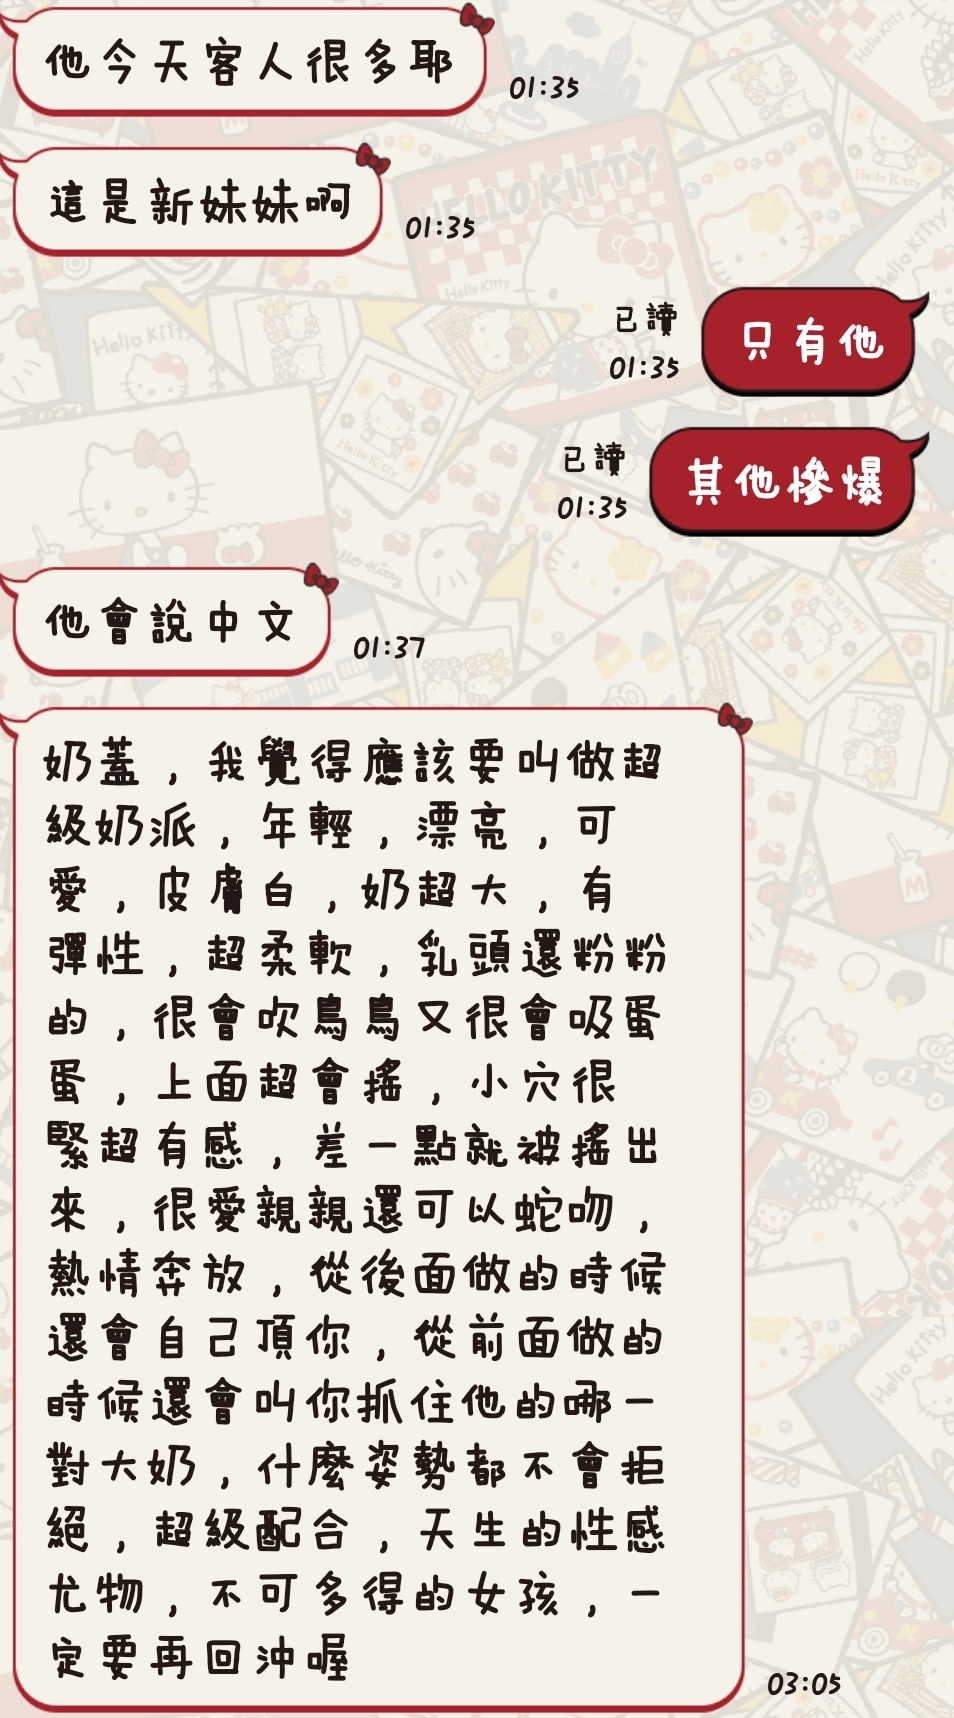 他今天客人很多耶
01:35
這是新妹妹啊
01:35
已讀
01:35
只有他
已讀
01:35
其他慘爆
他會說中文
01:37
奶蓋，我覺得應該要叫做超
級奶派，年輕，漂亮，可
愛，皮膚白，奶超大，有
彈性，超柔軟，乳頭還粉粉
的，很會吹鳥鳥又很會吸蛋
蛋，上面超會搖，小穴很
緊超有感，差一點就被搖出
來，很愛親親還可以蛇吻，
熱情奔放，從後面做的時候
還會自己頂你，從前面做的
時候還會叫你抓住他的哪一
對大奶，什麼姿勢都不會拒
絕，超級配合，天生的性感
尤物，不可多得的女孩，一
定要再回沖喔
03:05
HELLO KITTY
Hello Kitty
Hello Kitty
Hello Kitty
Hello Kitty